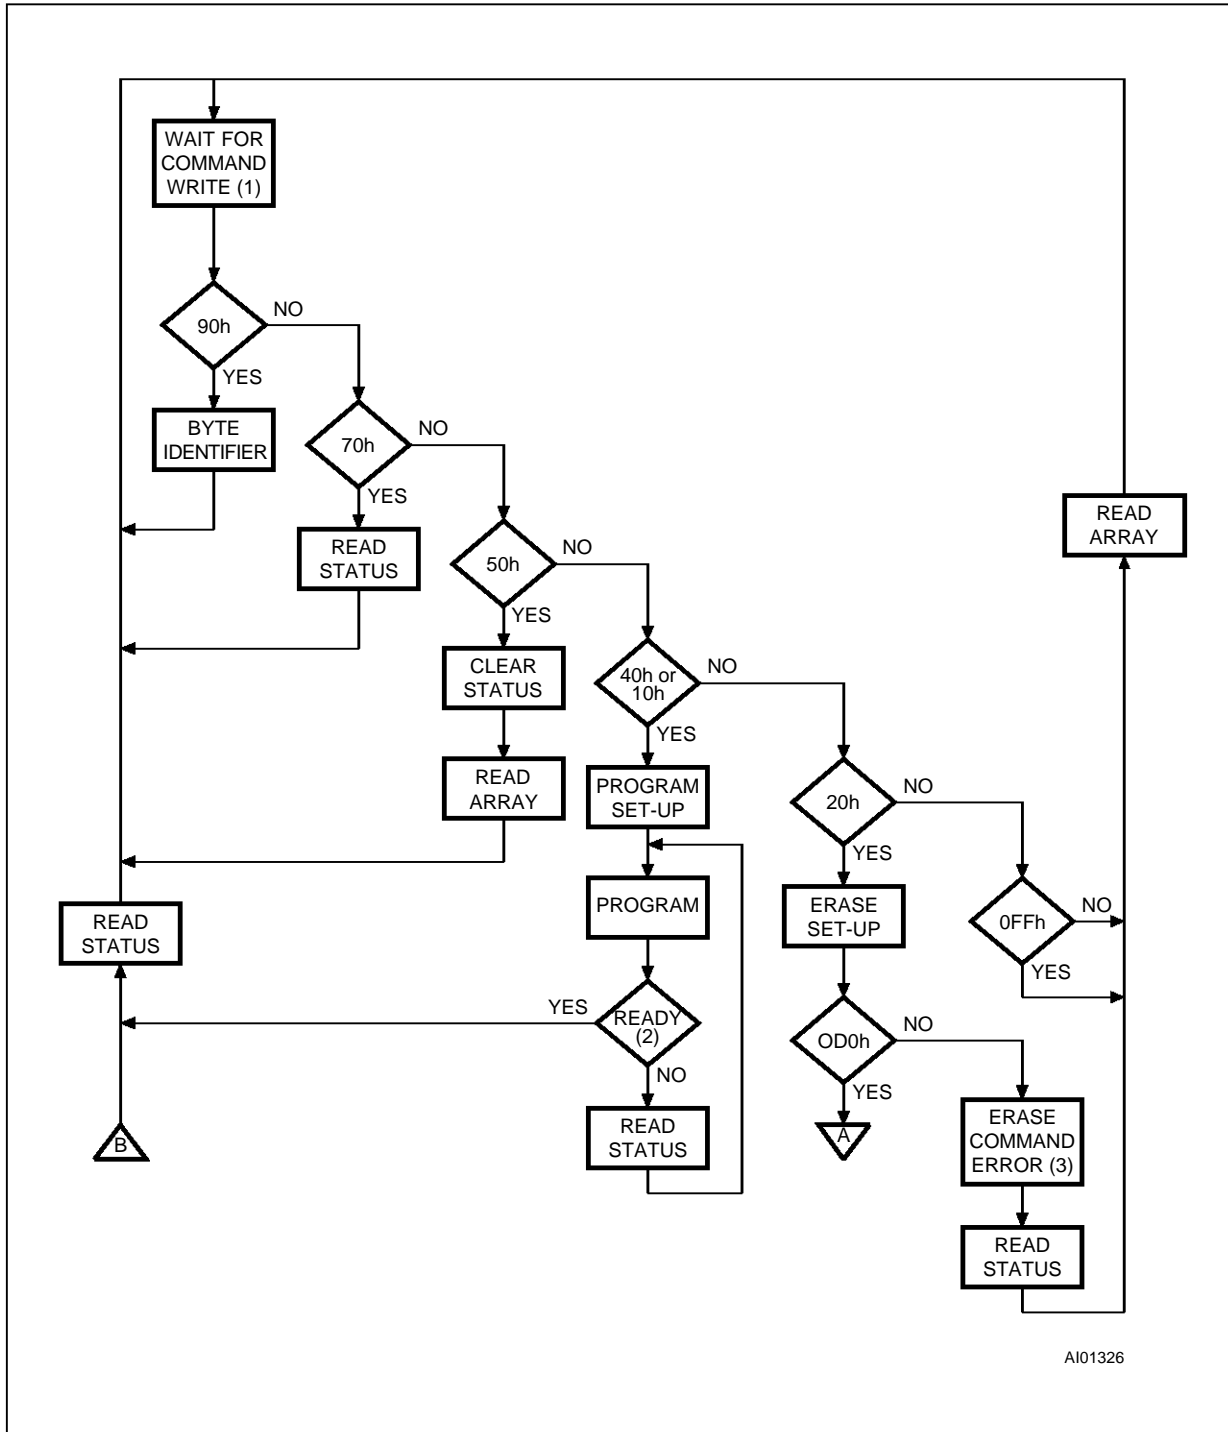 WAIT FOR
COMMAND
WRITE (1)
90h
NO
YES
BYTE
IDENTIFIER
70h
NO
YES
READ
STATUS
50h
NO
YES
CLEAR
STATUS
READ
ARRAY
40h or
10h
NO
YES
PROGRAM
SET-UP
PROGRAM
READY
(2)
YES
NO
READ
STATUS
20h
NO
YES
ERASE
SET-UP
0FFh
NO
YES
OD0h
NO
YES
A
ERASE
COMMAND
ERROR (3)
READ
STATUS
READ
ARRAY
READ
STATUS
B
AI01326